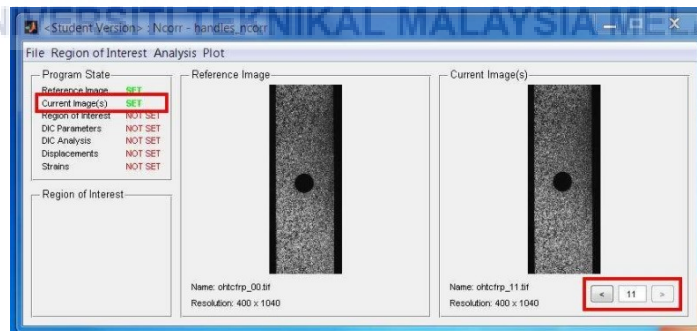 UNIVERSITI TEKNIKAL MALAYSIA MELA
<Student Version> : Ncorr - handles_ncorr
File Region of Interest Analysis Plot
Program State
Reference Image SET
Current Image(s) SET
Region of Interest NOT SET
DIC Parameters NOT SET
DIC Analysis NOT SET
Displacements NOT SET
Strains NOT SET
Region of Interest
Reference Image
Name: ohtcfrp_00.tif
Resolution: 400 x 1040
Current Image(s)
Name: ohtcfrp_11.tif
Resolution: 400 x 1040
< 11 >